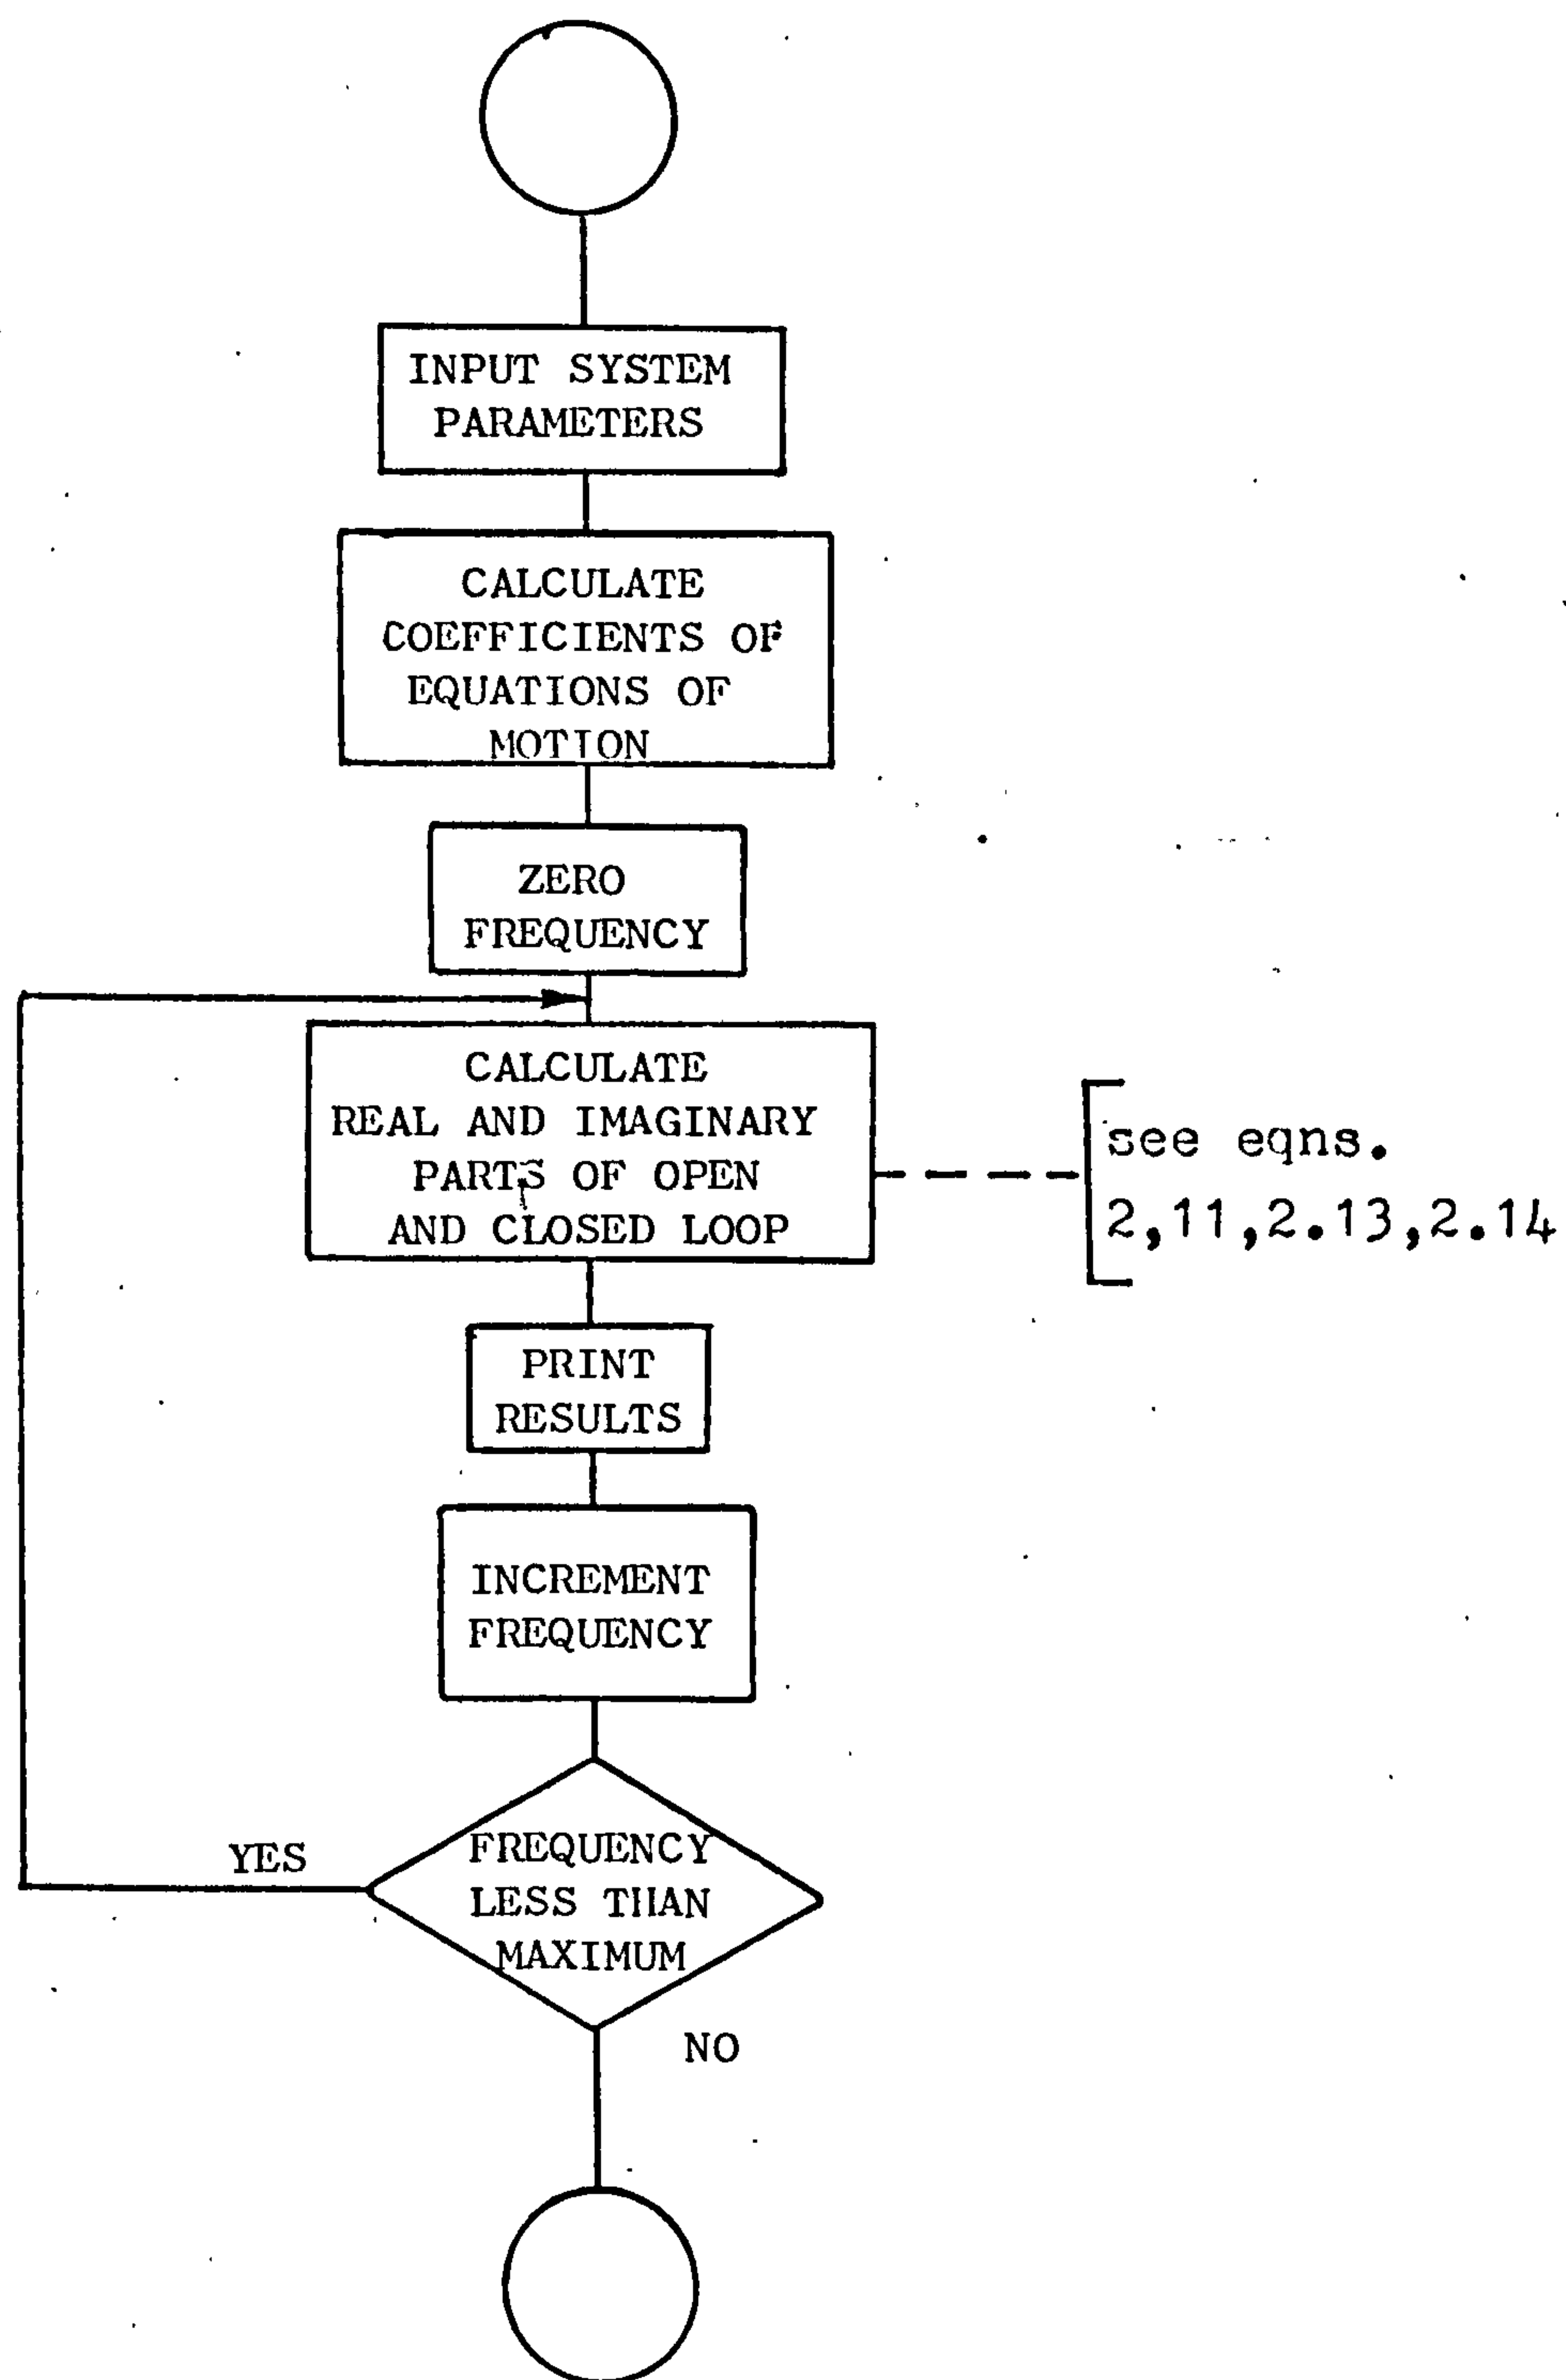 INPUT SYSTEM
PARAMETERS
CALCULATE
COEFFICIENTS OF
EQUATIONS OF
MOTION
ZERO
FREQUENCY
CALCULATE
REAL AND IMAGINARY
PARTS OF OPEN
AND CLOSED LOOP
see eqns.
2,11,2.13,2.14
PRINT
RESULTS
INCREMENT
FREQUENCY
FREQUENCY
LESS THAN
MAXIMUM
YES
NO